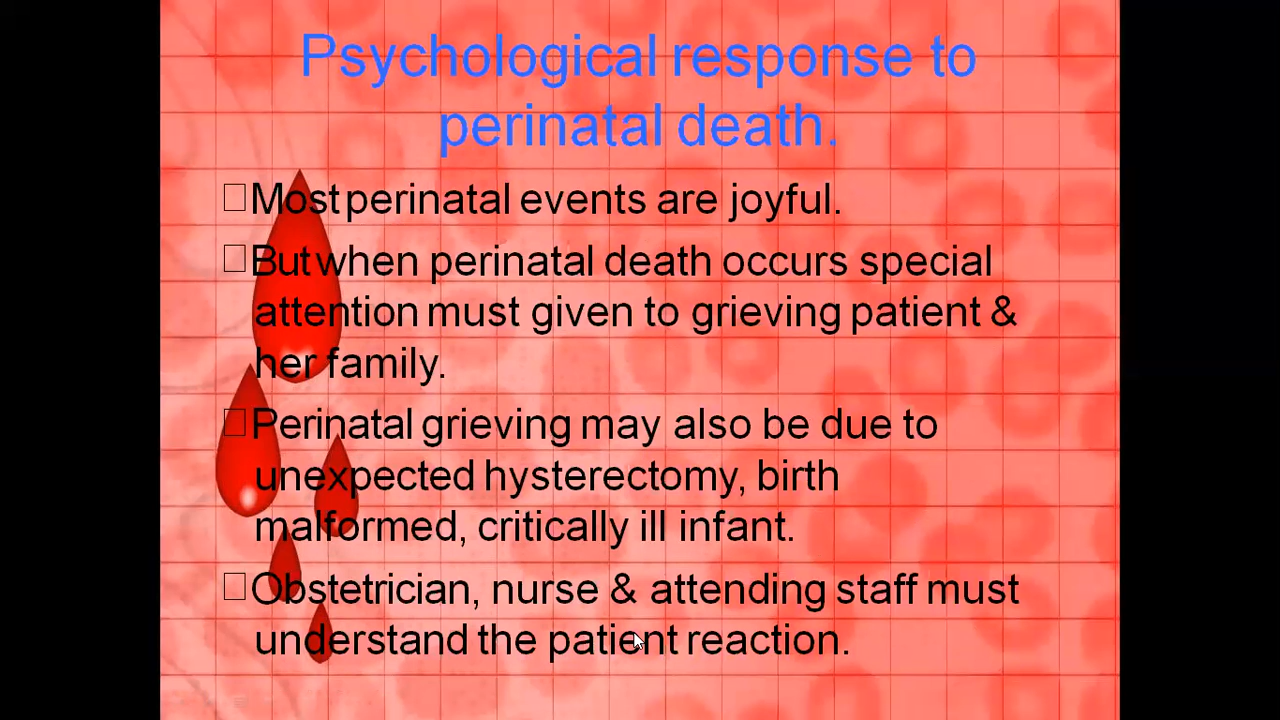 Psychological response to
perinatal death.
Most perinatal events are joyful.
But when perinatal death occurs special
attention must given to grieving patient &
her family.
Perinatal grieving may also be due to
unexpected hysterectomy, birth
malformed, critically ill infant.
Obstetrician, nurse & attending staff must
understand the patient reaction.